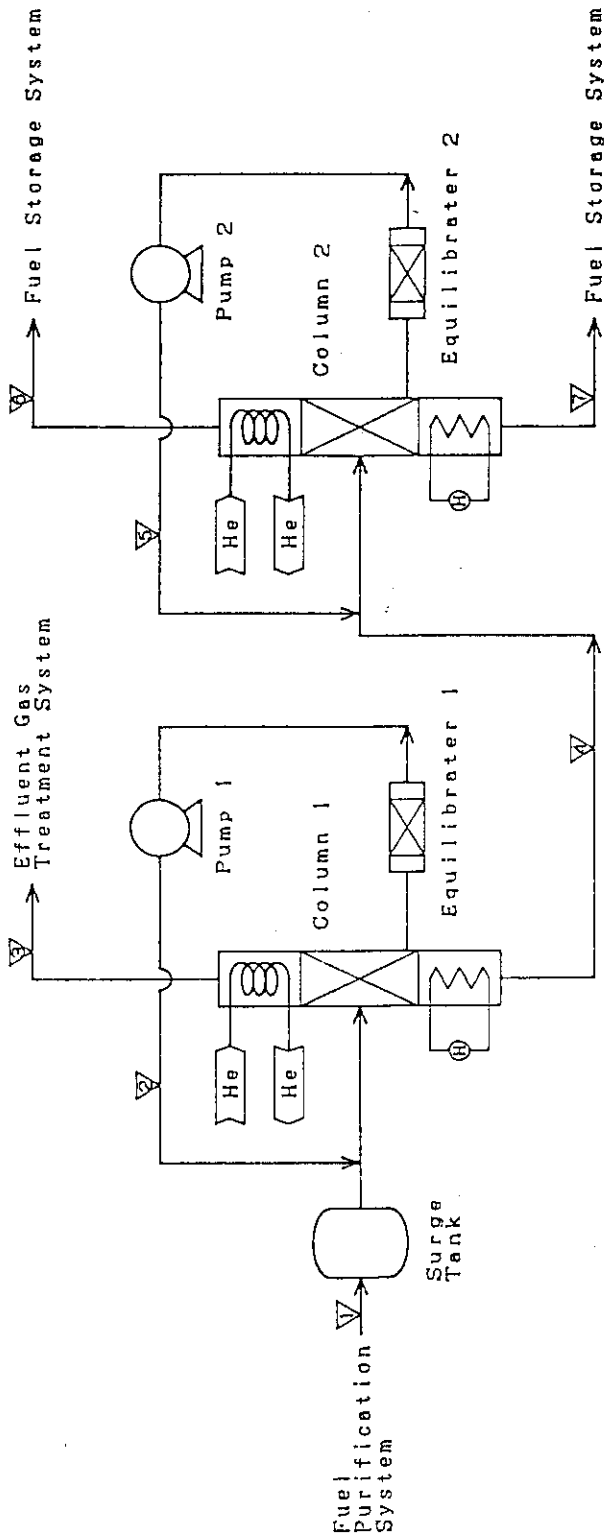 Fuel
Purification
System
1
Surge
Tank
2
3
Effluent Gas
Treatment System
Pump 1
He
He
Column 1
Equilibrater 1
H
4
5
6
Fuel Storage System
Pump 2
He
He
Column 2
Equilibrater 2
H
7
Fuel Storage System